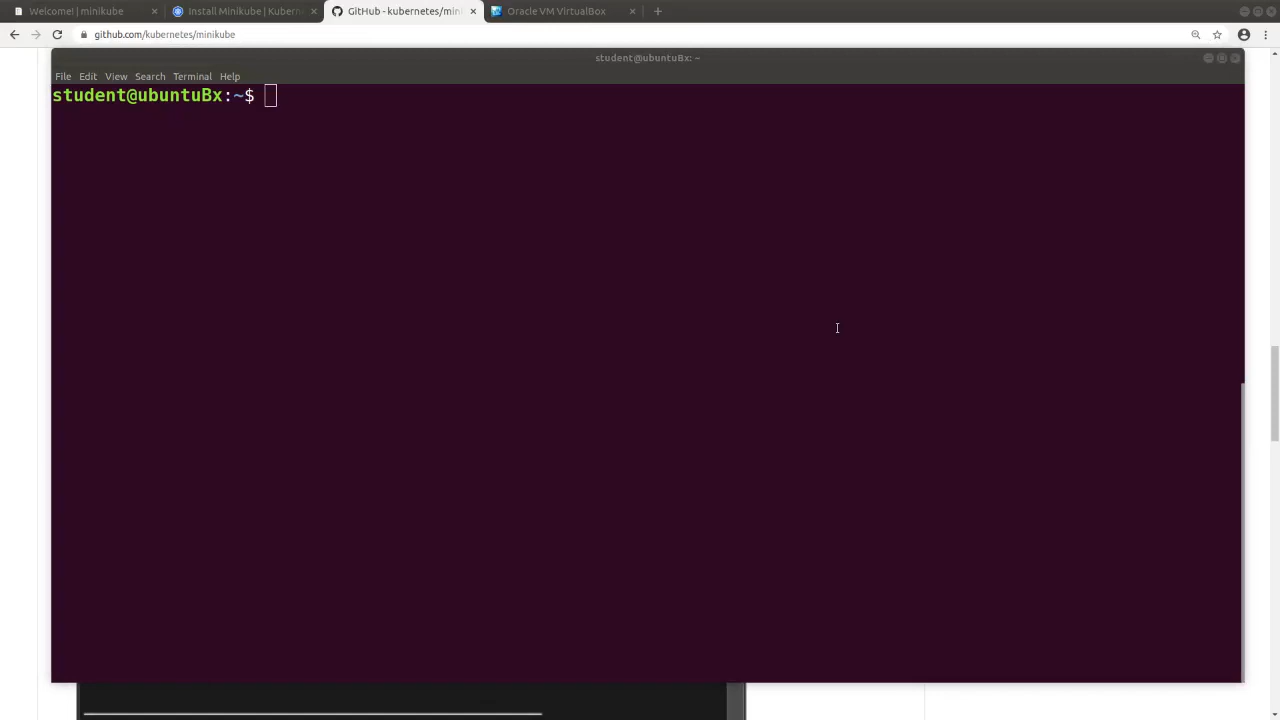 Welcome! | minikube
Install Minikube | Kuberne
GitHub - kubernetes/mini
Oracle VM VirtualBox
github.com/kubernetes/minikube
student@ubuntuBx: ~
File Edit View Search Terminal Help
student@ubuntuBx:~$